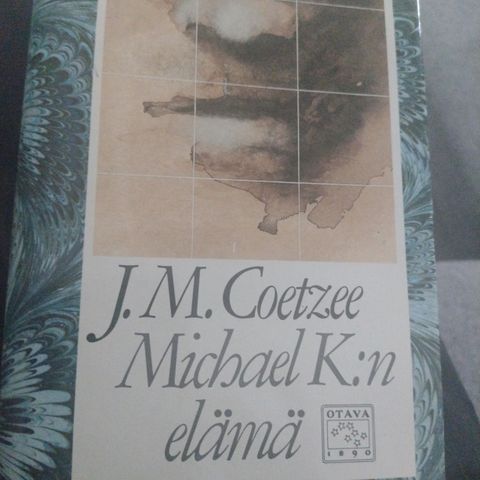 J. M. Coetzee
Michael K:n
elämä
OTAVA
1890